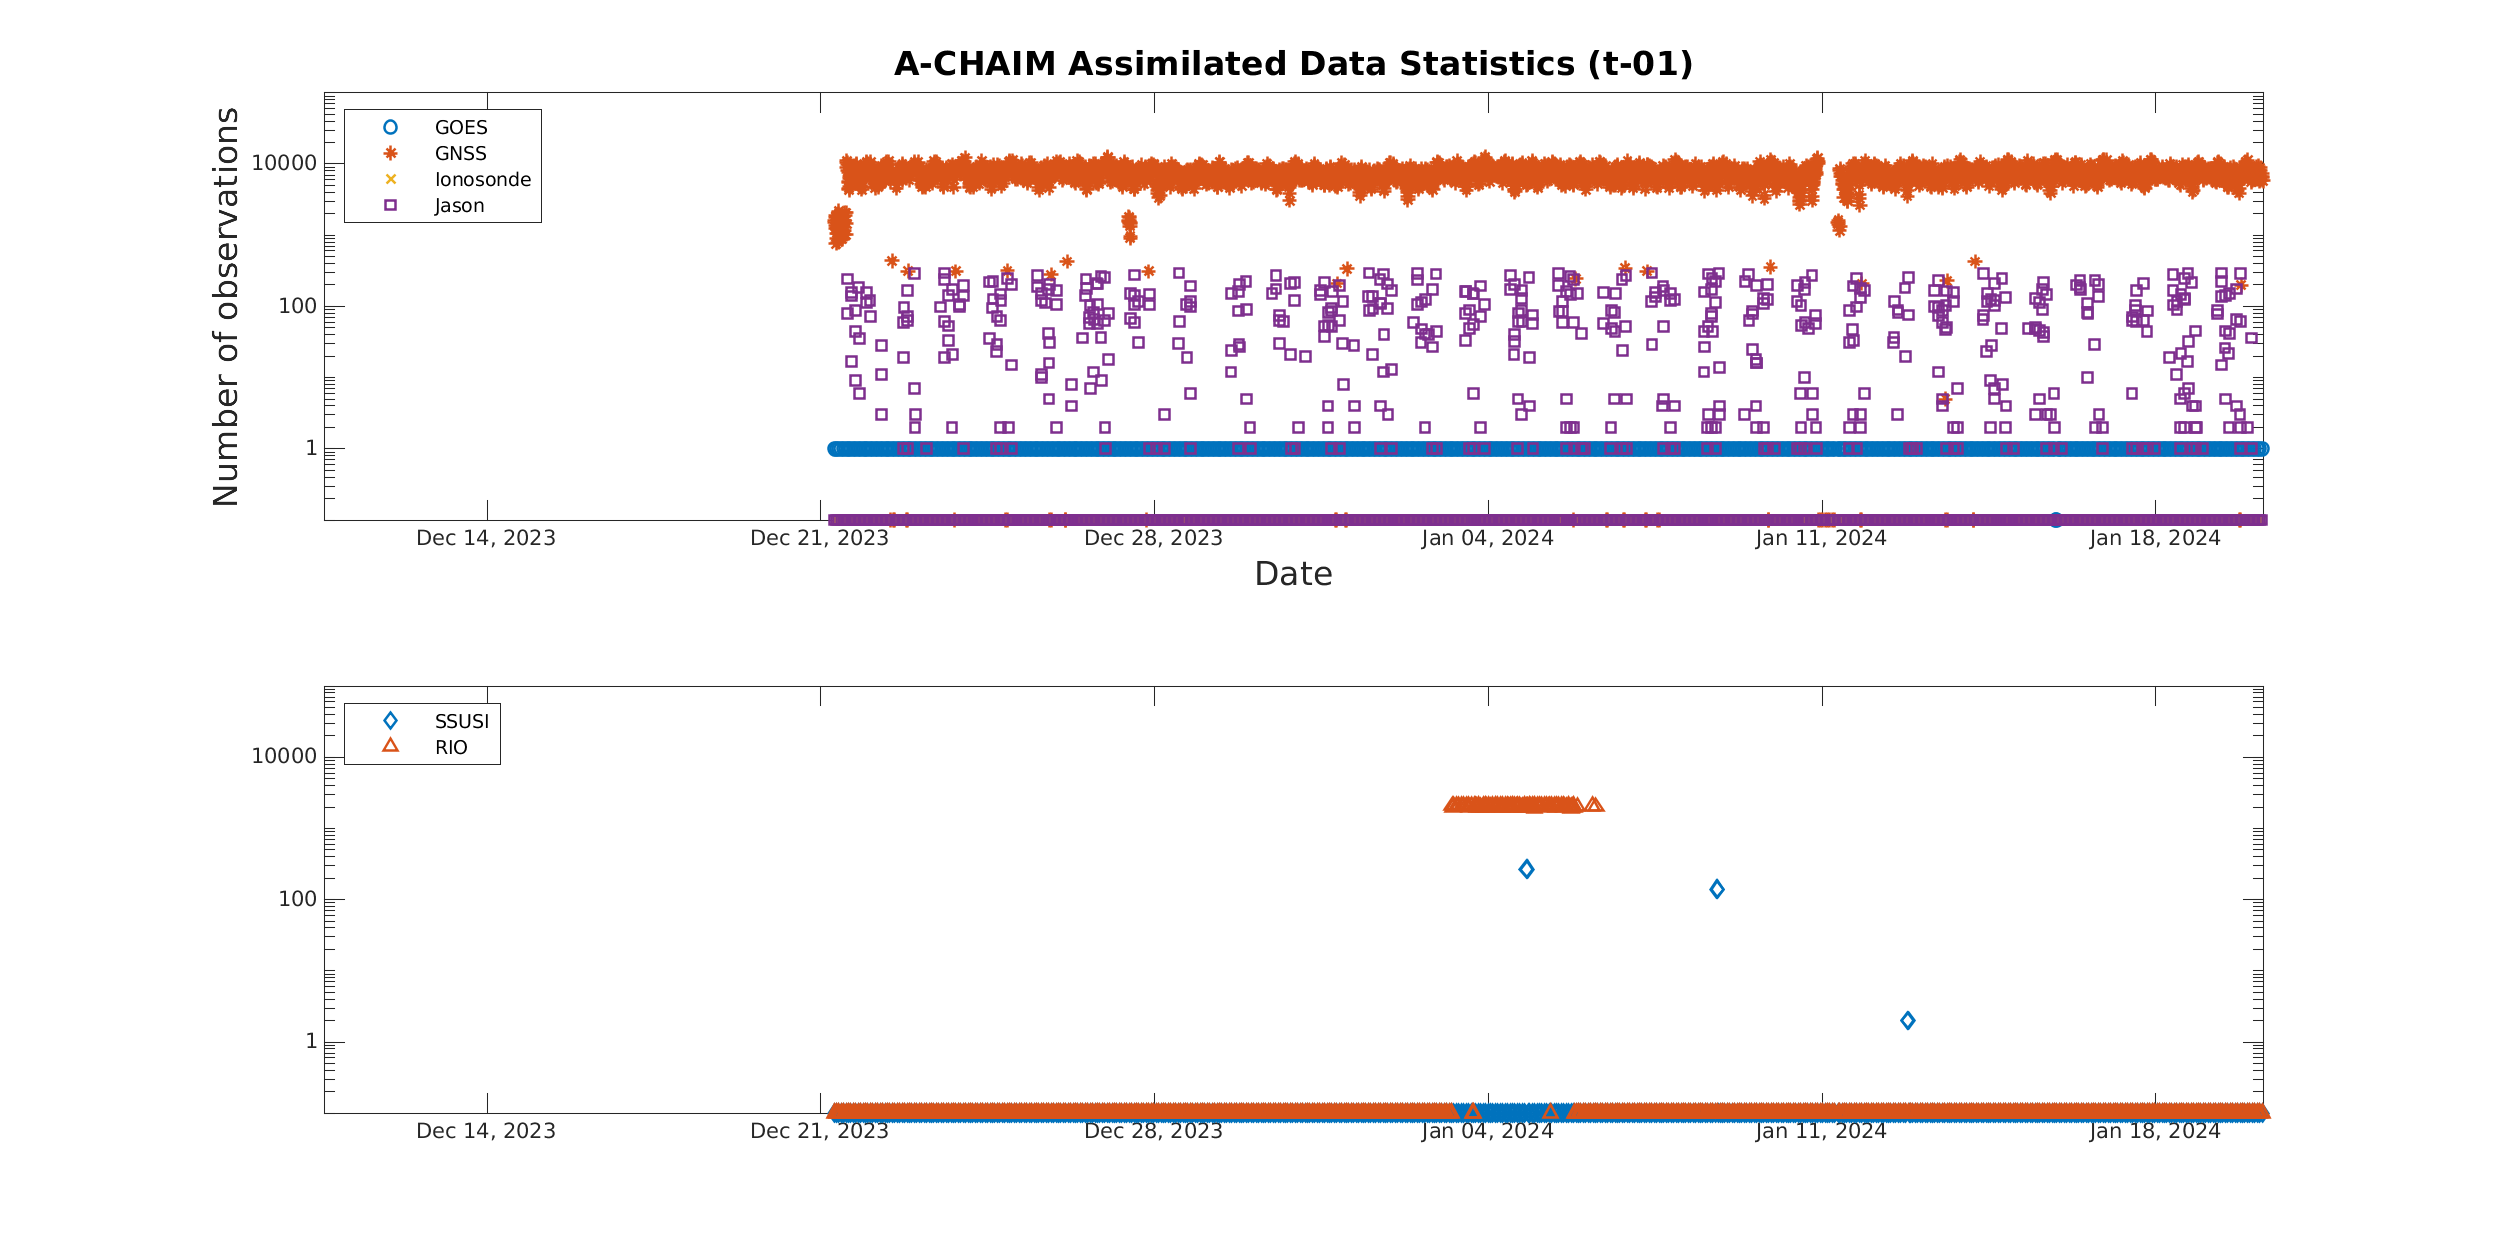 A-CHAIM Assimilated Data Statistics (t-01)
Number of observations
10000
100
1
GOES
GNSS
Ionosonde
Jason
Dec 14, 2023 Dec 21, 2023 Dec 28, 2023 Jan 04, 2024 Jan 11, 2024 Jan 18, 2024
Date
10000
100
1
SSUSI
RIO
Dec 14, 2023 Dec 21, 2023 Dec 28, 2023 Jan 04, 2024 Jan 11, 2024 Jan 18, 2024